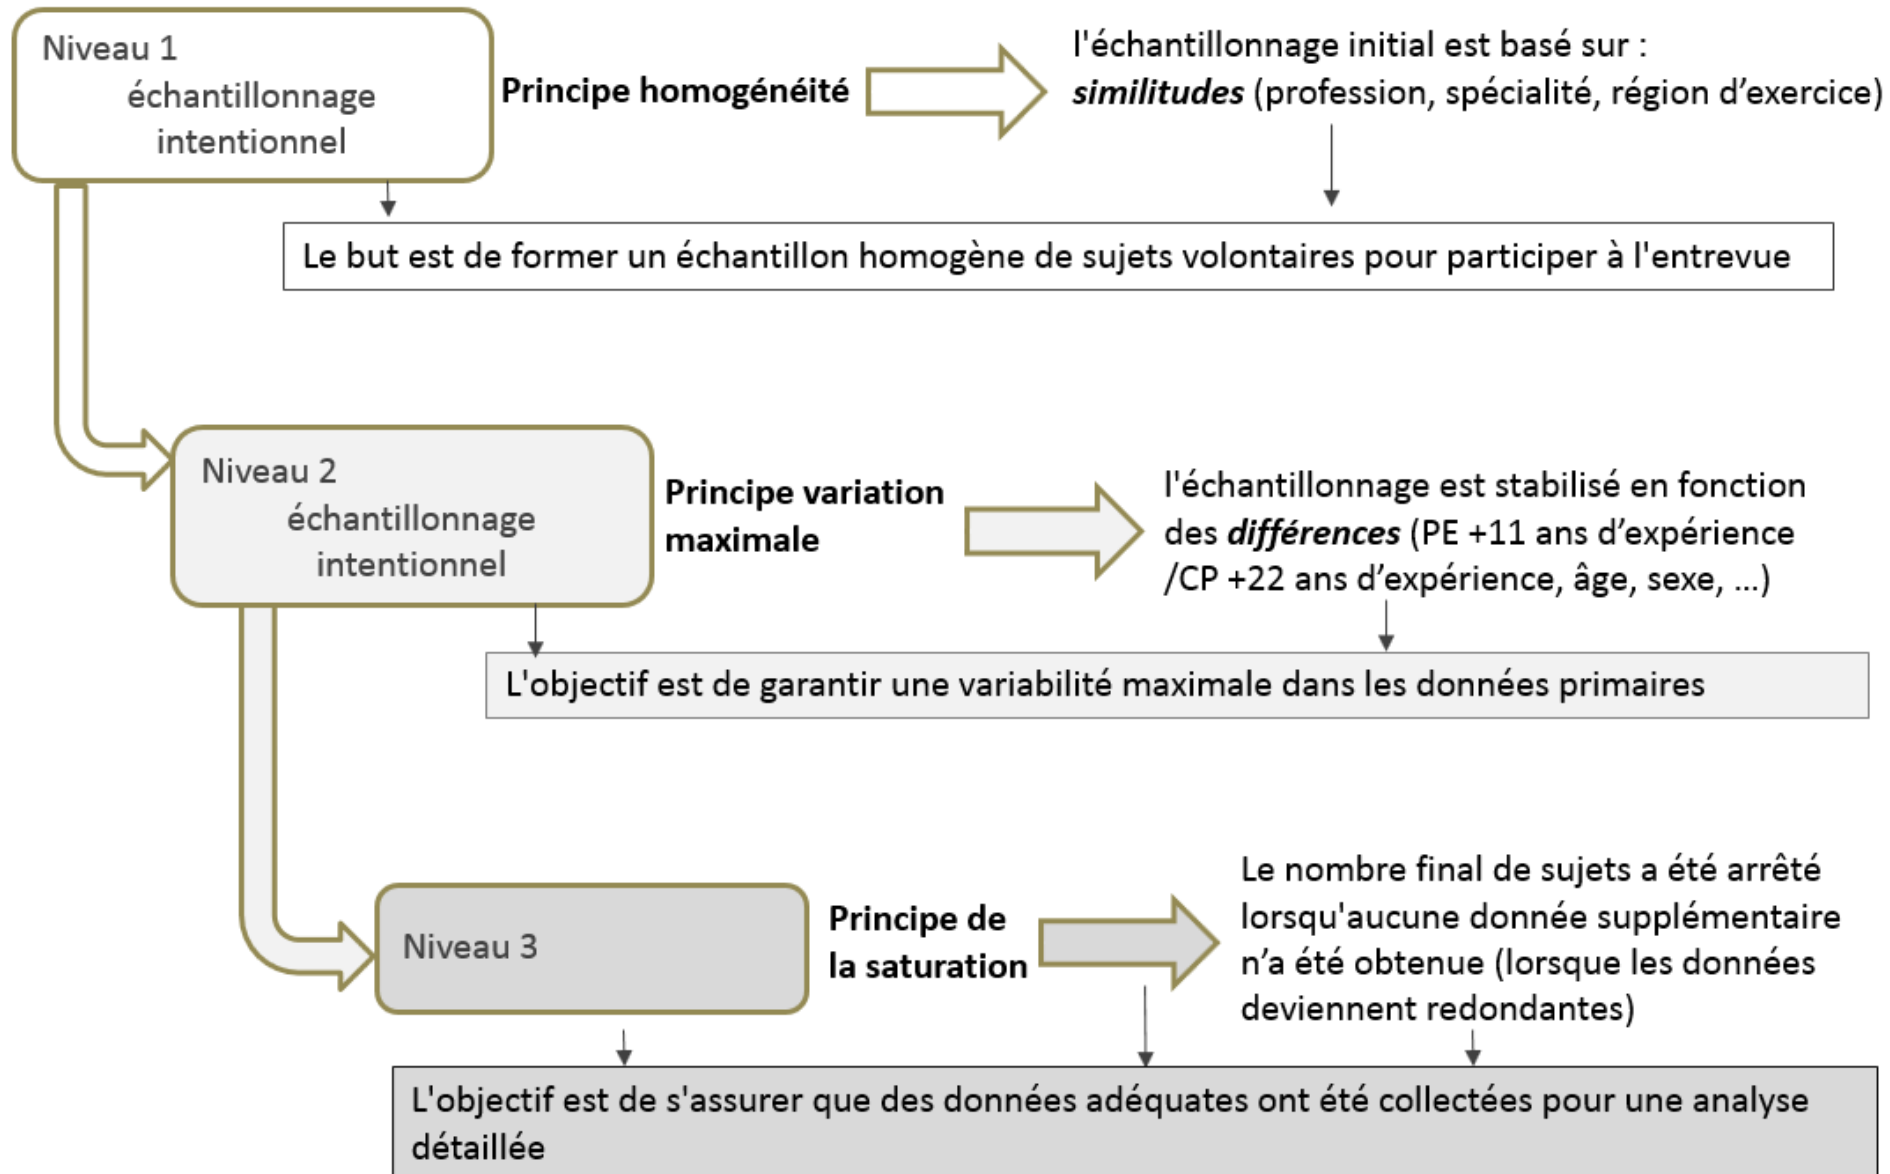 Niveau 1
échantillonnage
intentionnel
Principe homogénéité
l'échantillonnage initial est basé sur :
similitudes (profession, spécialité, région d’exercice)
Le but est de former un échantillon homogène de sujets volontaires pour participer à l'entrevue
Niveau 2
échantillonnage
intentionnel
Principe variation
maximale
l'échantillonnage est stabilisé en fonction
des différences (PE +11 ans d’expérience
/CP +22 ans d’expérience, âge, sexe, ...)
L'objectif est de garantir une variabilité maximale dans les données primaires
Niveau 3
Principe de
la saturation
Le nombre final de sujets a été arrêté
lorsqu'aucune donnée supplémentaire
n’a été obtenue (lorsque les données
deviennent redondantes)
L'objectif est de s'assurer que des données adéquates ont été collectées pour une analyse
détaillée